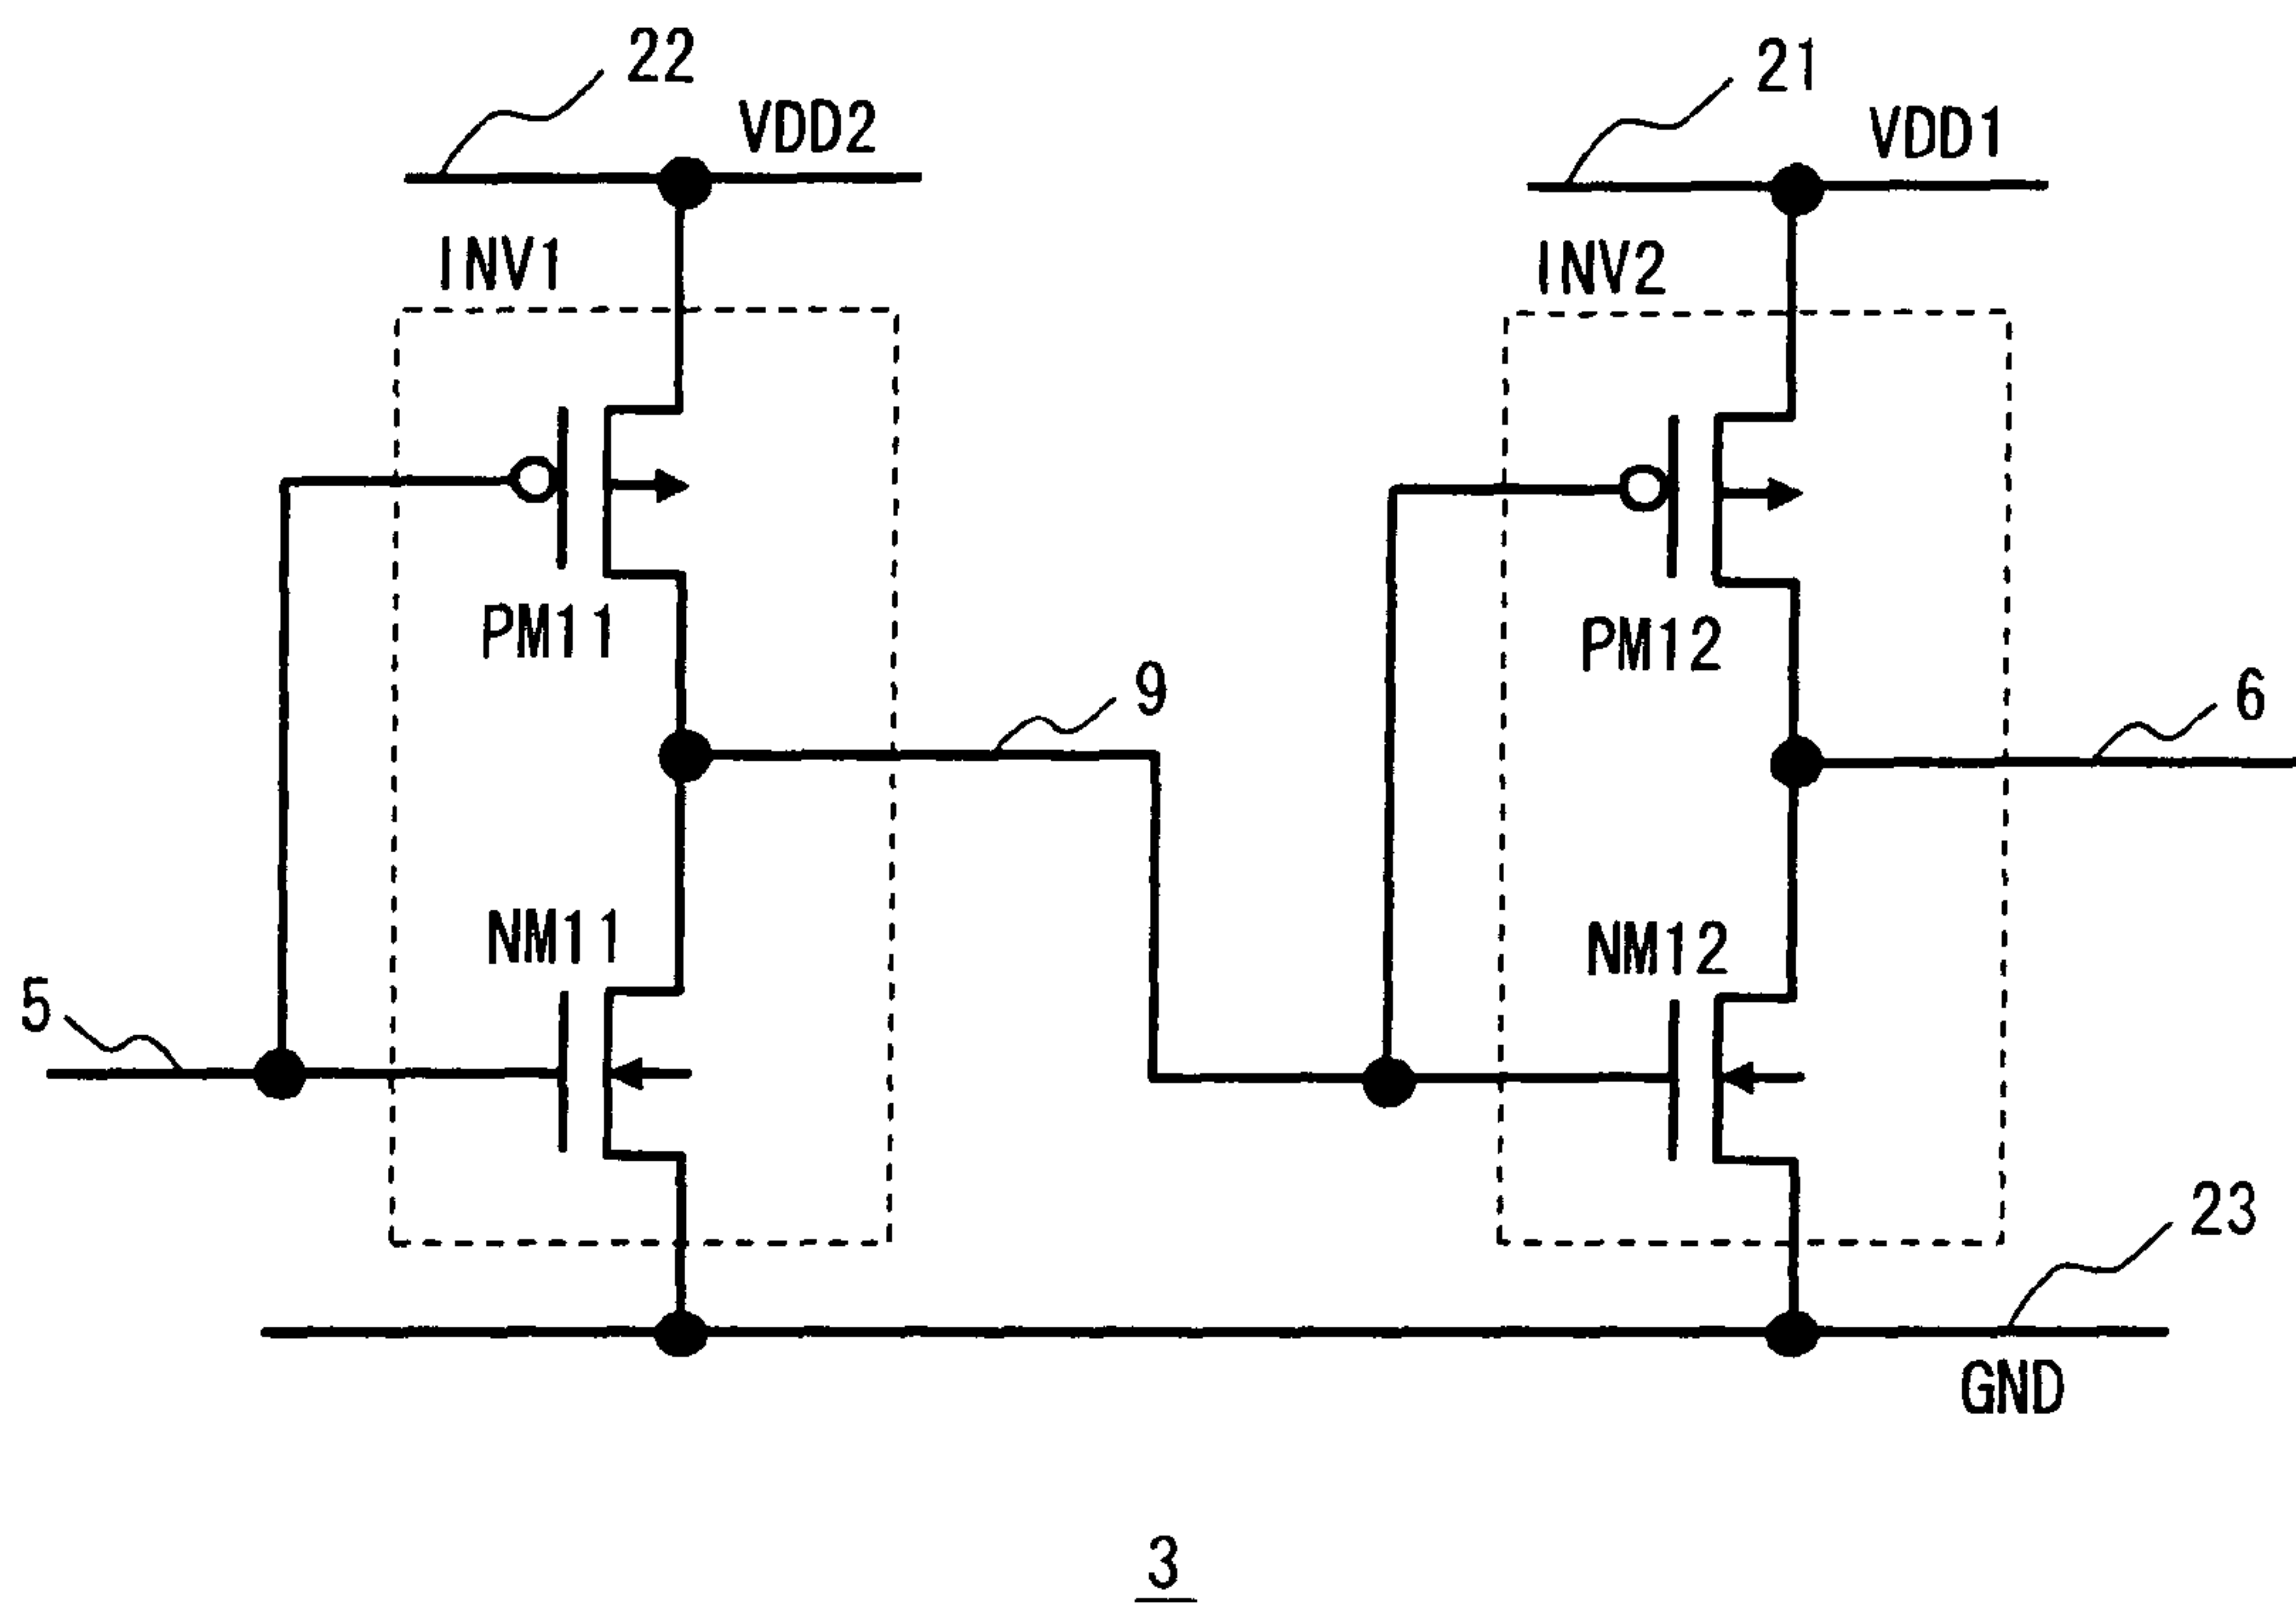 22
21
VDD2
VDD1
INV1
INV2
PM11
PM12
9
6
NM11
NM12
5
23
GND
3